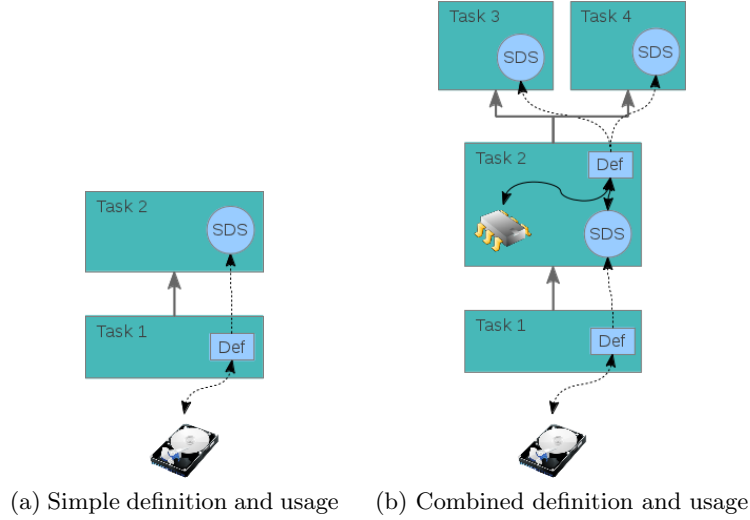 Task 3
SDS
Task 4
SDS
Task 2
Def
SDS
Task 2
SDS
Task 1
Def
Task 1
Def
(a) Simple definition and usage
(b) Combined definition and usage